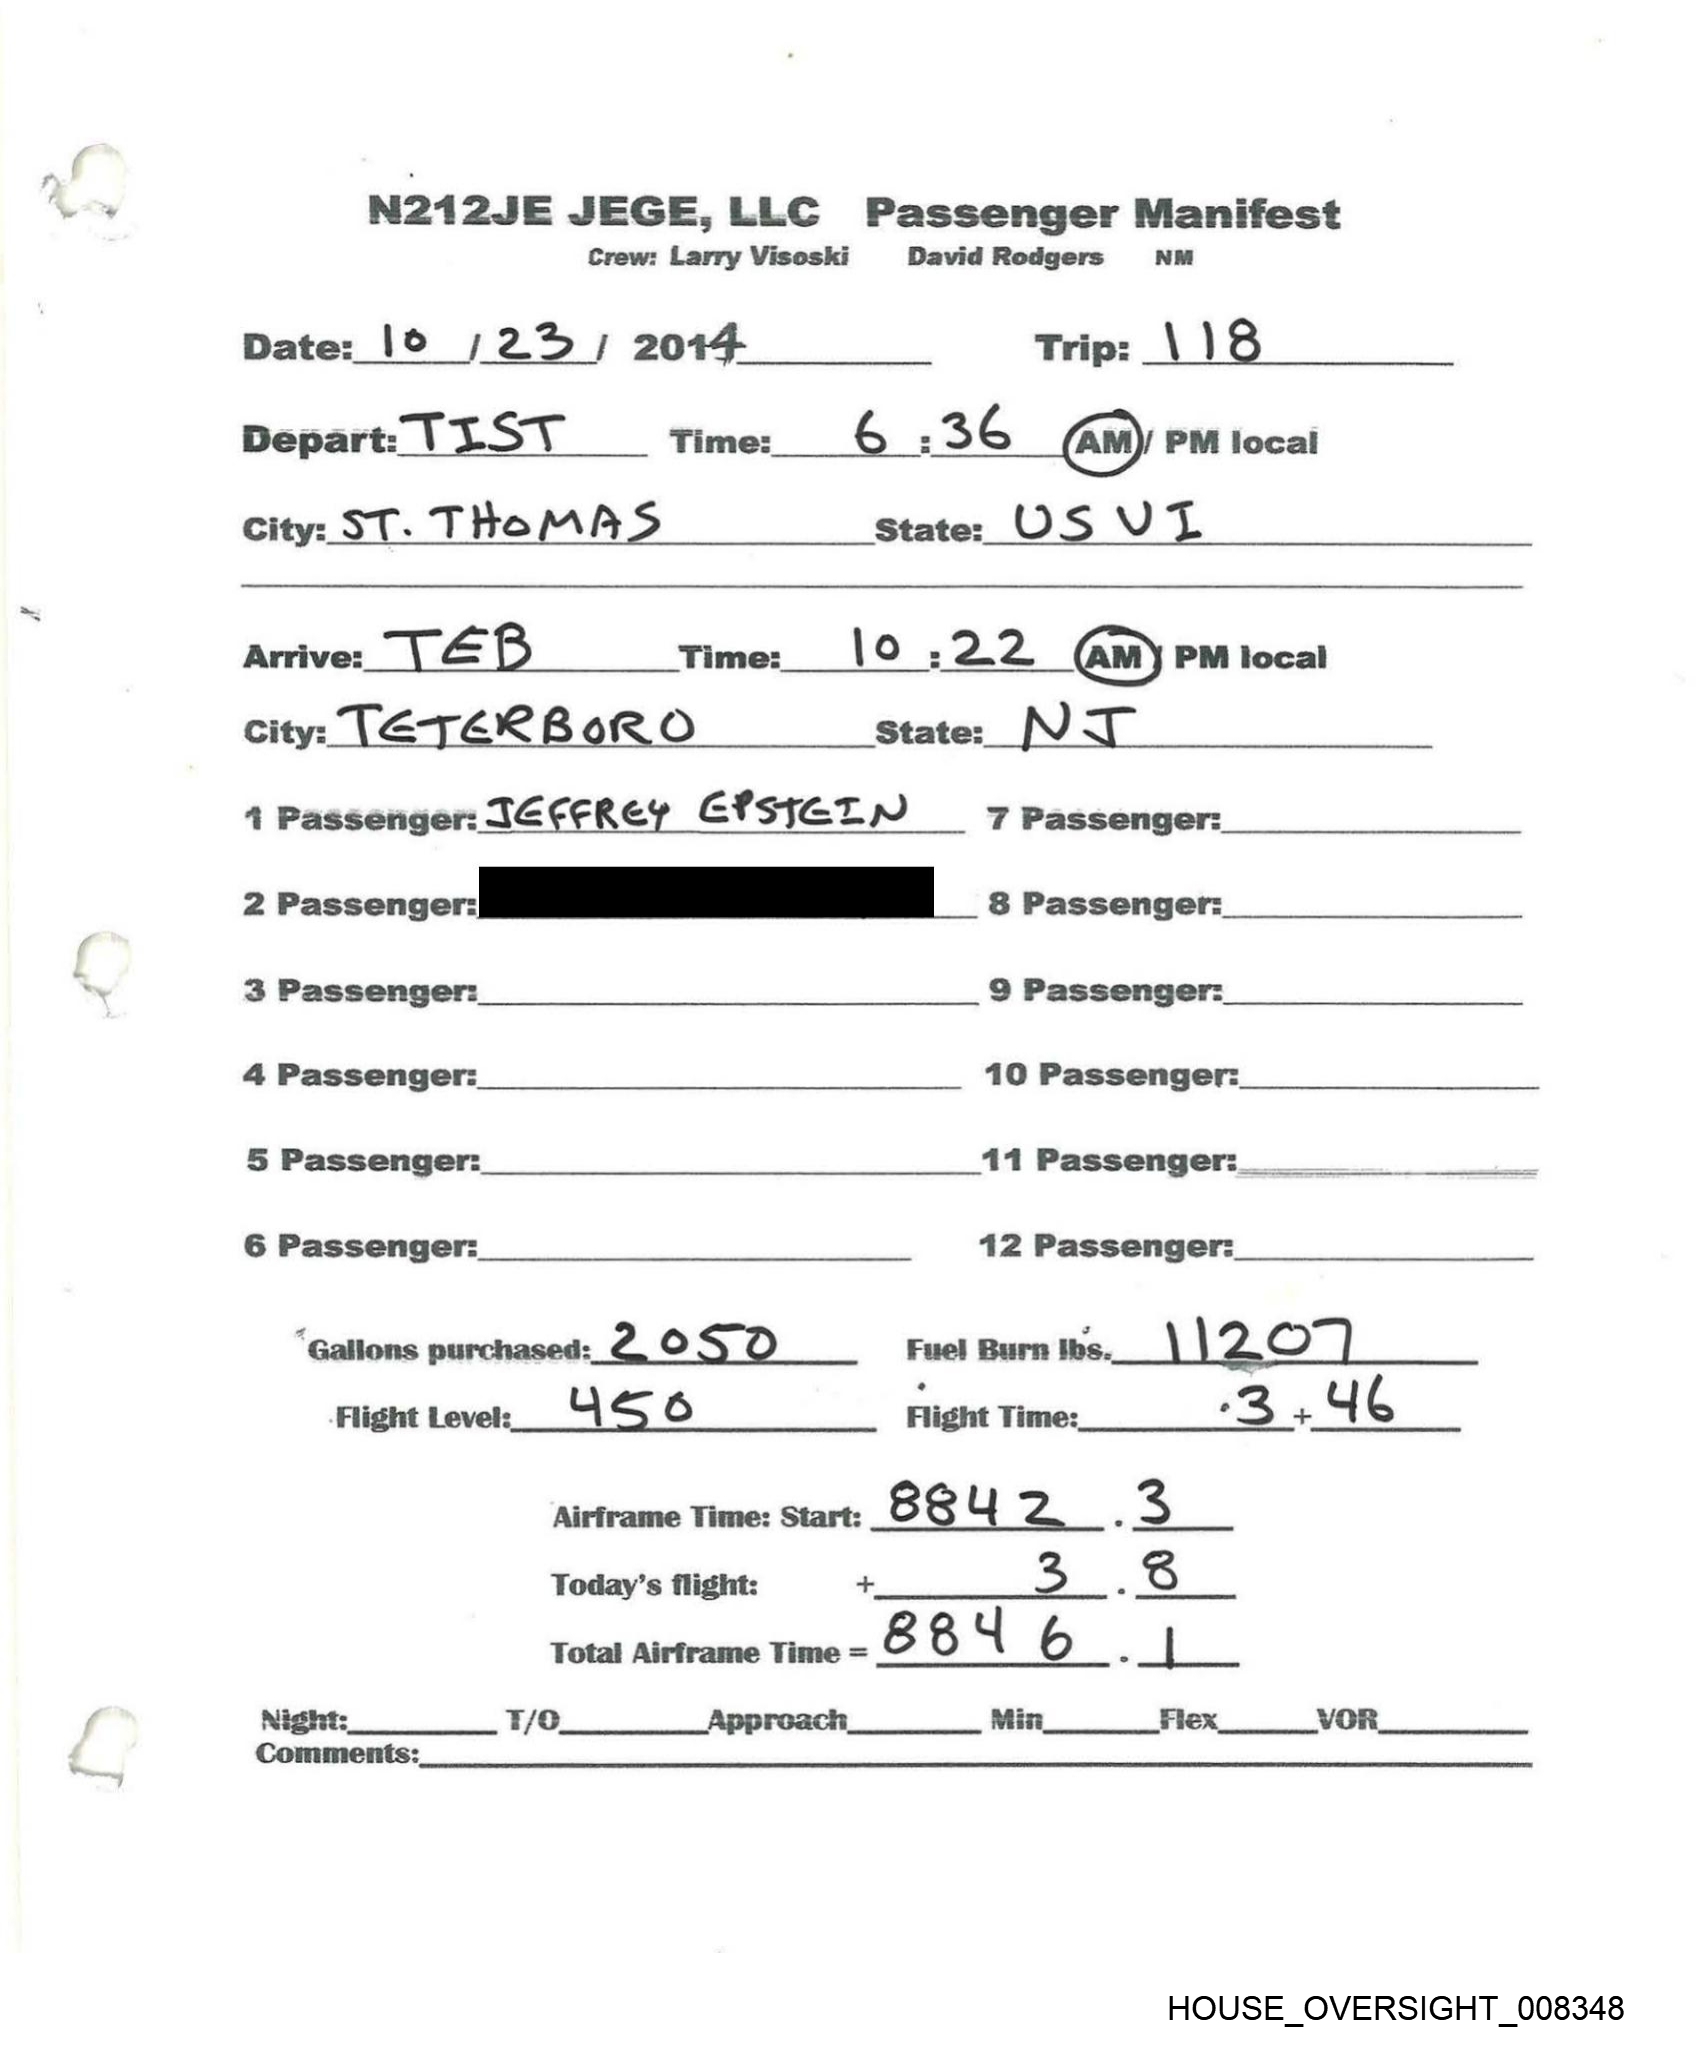 N212JE JEGE, LLC Passenger Manifest
Crew: Larry Visoski David Rodgers NM
Date: 10 / 23 / 2014 Trip: 118
Depart: TIST Time: 6 : 36 AM / PM local
City: ST. THOMAS State: USVI
Arrive: TEB Time: 10 : 22 AM / PM local
City: TETERBORO State: NJ
1 Passenger: JEFFREY EPSTEIN 7 Passenger:
2 Passenger: 8 Passenger:
3 Passenger: 9 Passenger:
4 Passenger: 10 Passenger:
5 Passenger: 11 Passenger:
6 Passenger: 12 Passenger:
Gallons purchased: 2050 Fuel Burn lbs. 11207
Flight Level: 450 Flight Time: 3 + 46
Airframe Time: Start: 8842 . 3
Today's flight: + 3 . 8
Total Airframe Time = 8846 . 1
Night: T/O Approach Min Flex VOR
Comments:
HOUSE_OVERSIGHT_008348